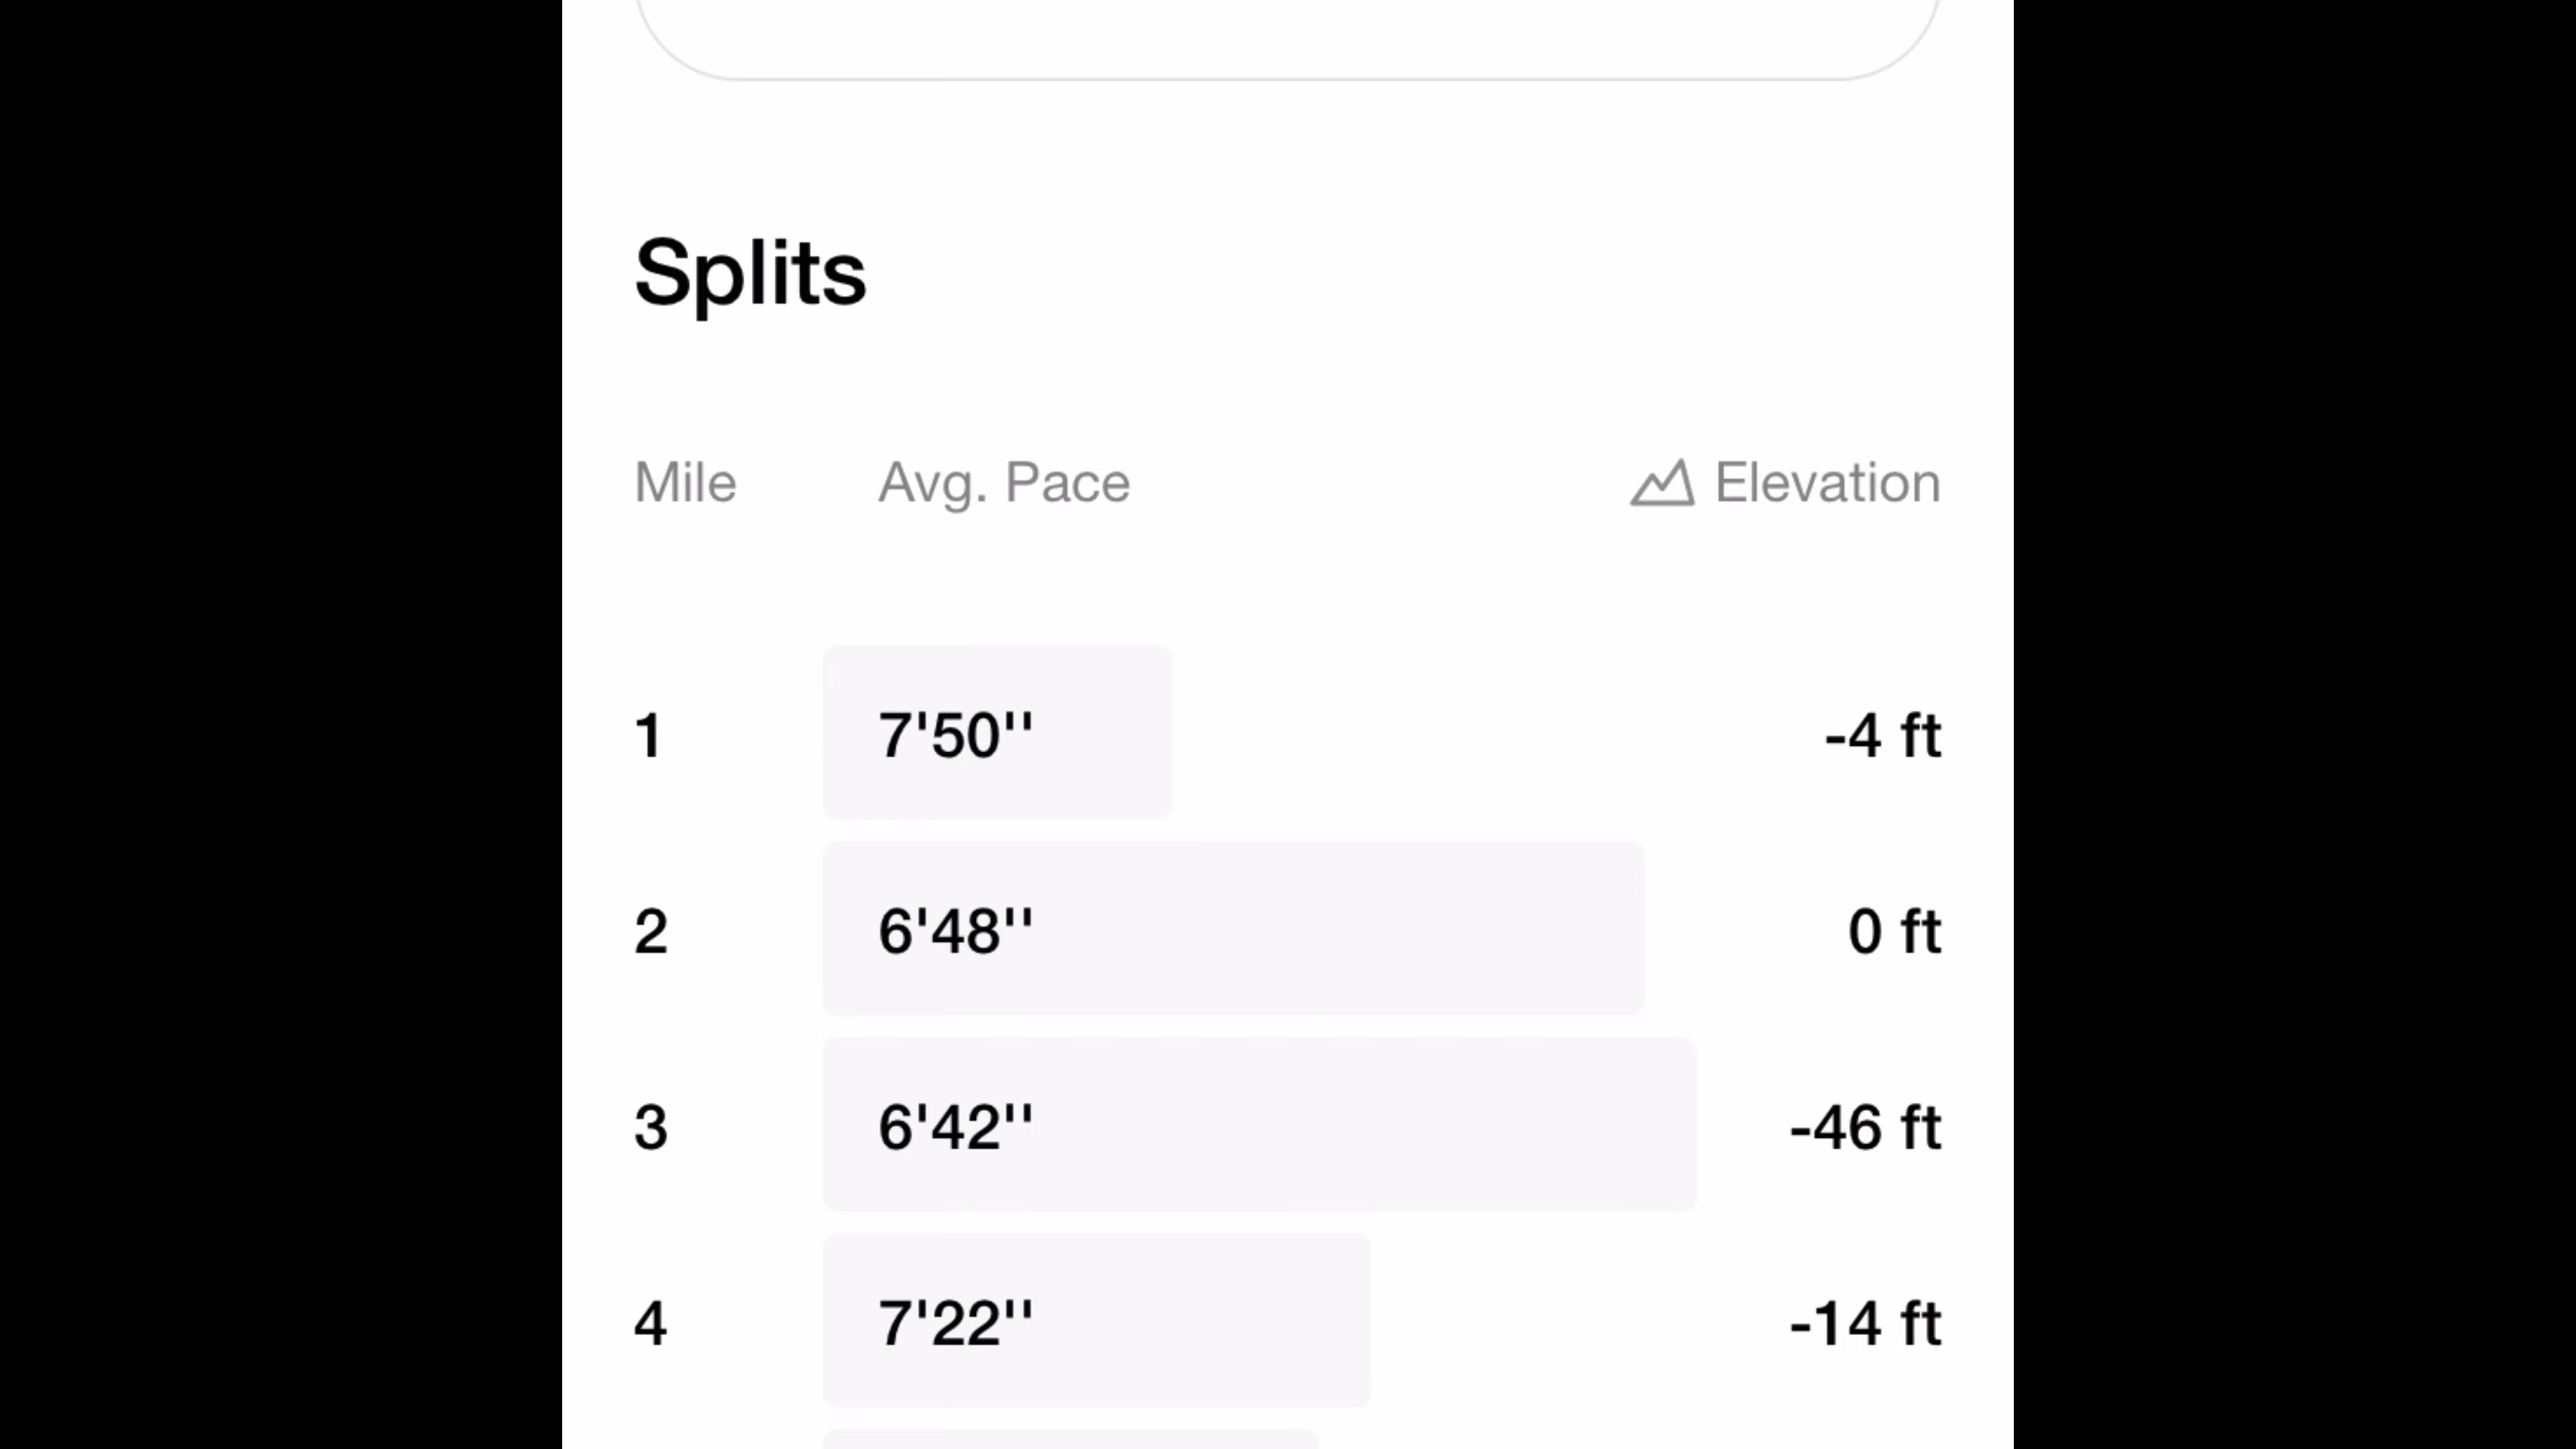 Splits
Mile Avg. Pace Elevation
1 7'50'' -4 ft
2 6'48'' 0 ft
3 6'42'' -46 ft
4 7'22'' -14 ft